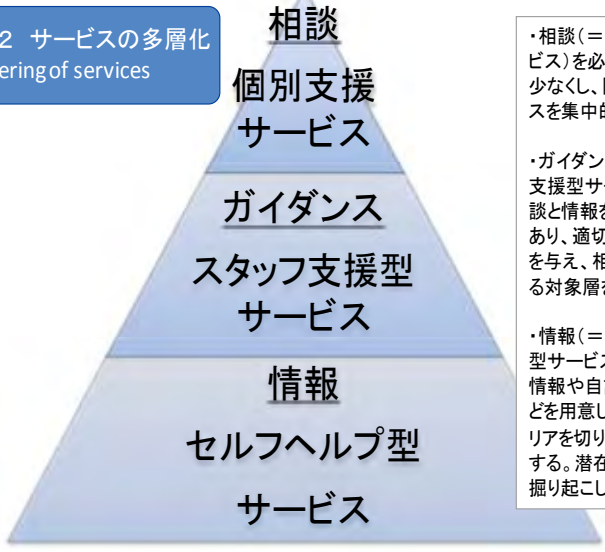 2 サービスの多層化
ering of services
相談
個別支援
サービス
ガイダンス
スタッフ支援型
サービス
情報
セルフヘルプ型
サービス
・相談(=
ビス)を必
少なくし、
スを集中的
・ガイダン
支援型サー
談と情報を
あり、適切
を与え、相
る対象層を
・情報(=
型サービス
情報や自
どを用意し
リアを切り
する。潜在
掘り起こし